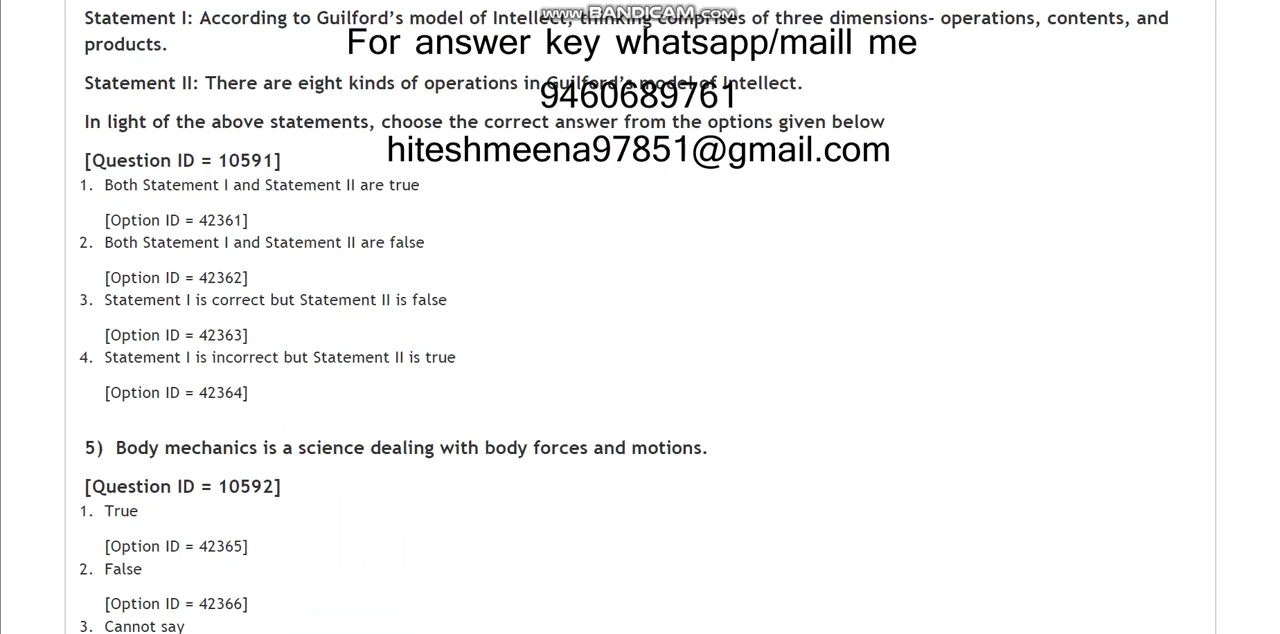 www.BANDICAM.com
Statement I: According to Guilford's model of Intellect, thinking comprises of three dimensions- operations, contents, and
products.
For answer key whatsapp/maill me
Statement II: There are eight kinds of operations in Guilford's model of Intellect.
9460689761
In light of the above statements, choose the correct answer from the options given below
hiteshmeena97851@gmail.com
[Question ID = 10591]
1. Both Statement I and Statement II are true
[Option ID = 42361]
2. Both Statement I and Statement II are false
[Option ID = 42362]
3. Statement I is correct but Statement II is false
[Option ID = 42363]
4. Statement I is incorrect but Statement II is true
[Option ID = 42364]
5) Body mechanics is a science dealing with body forces and motions.
[Question ID = 10592]
1. True
[Option ID = 42365]
2. False
[Option ID = 42366]
3. Cannot say